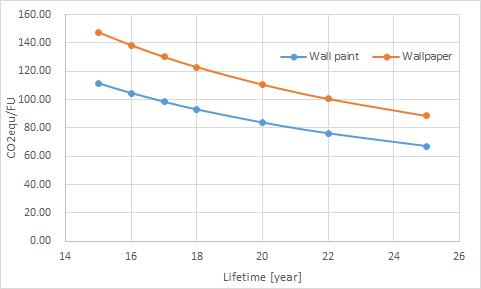 160.00
140.00
120.00
100.00
80.00
60.00
40.00
20.00
0.00
CO2equ/FU
Wall paint
Wallpaper
14 16 18 20 22 24 26
Lifetime [year]